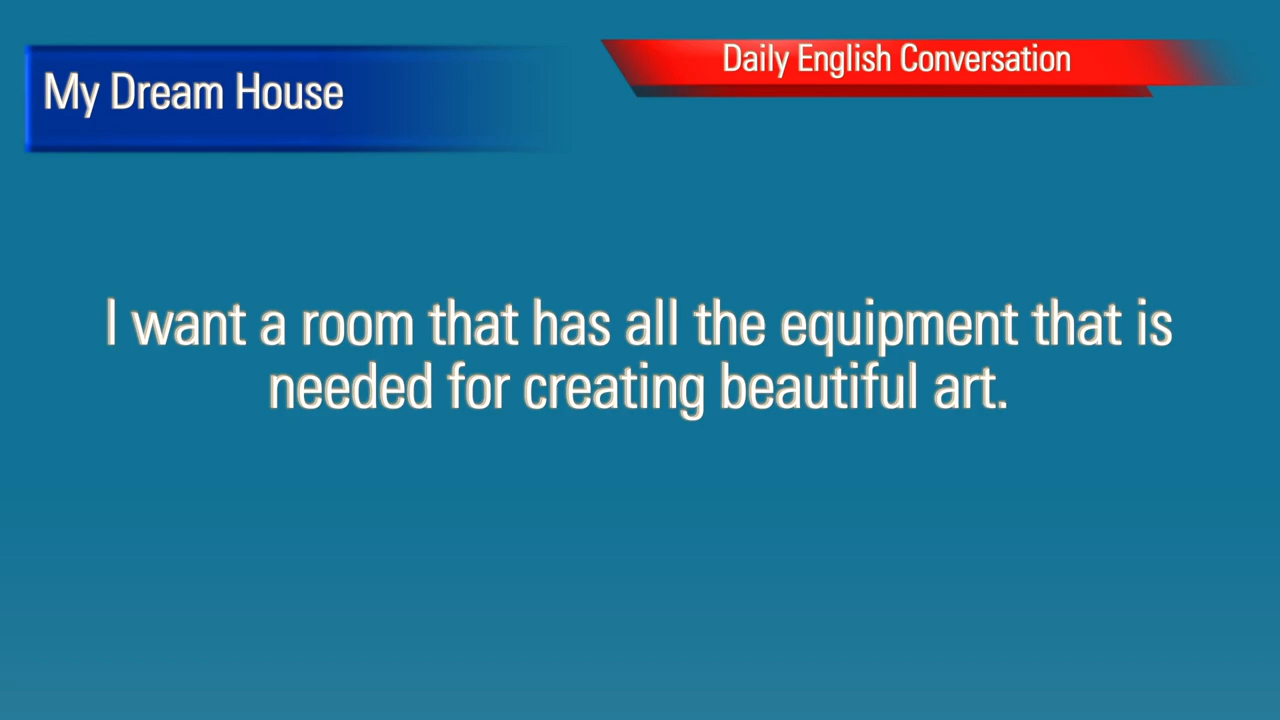 My Dream House
Daily English Conversation
I want a room that has all the equipment that is
needed for creating beautiful art.